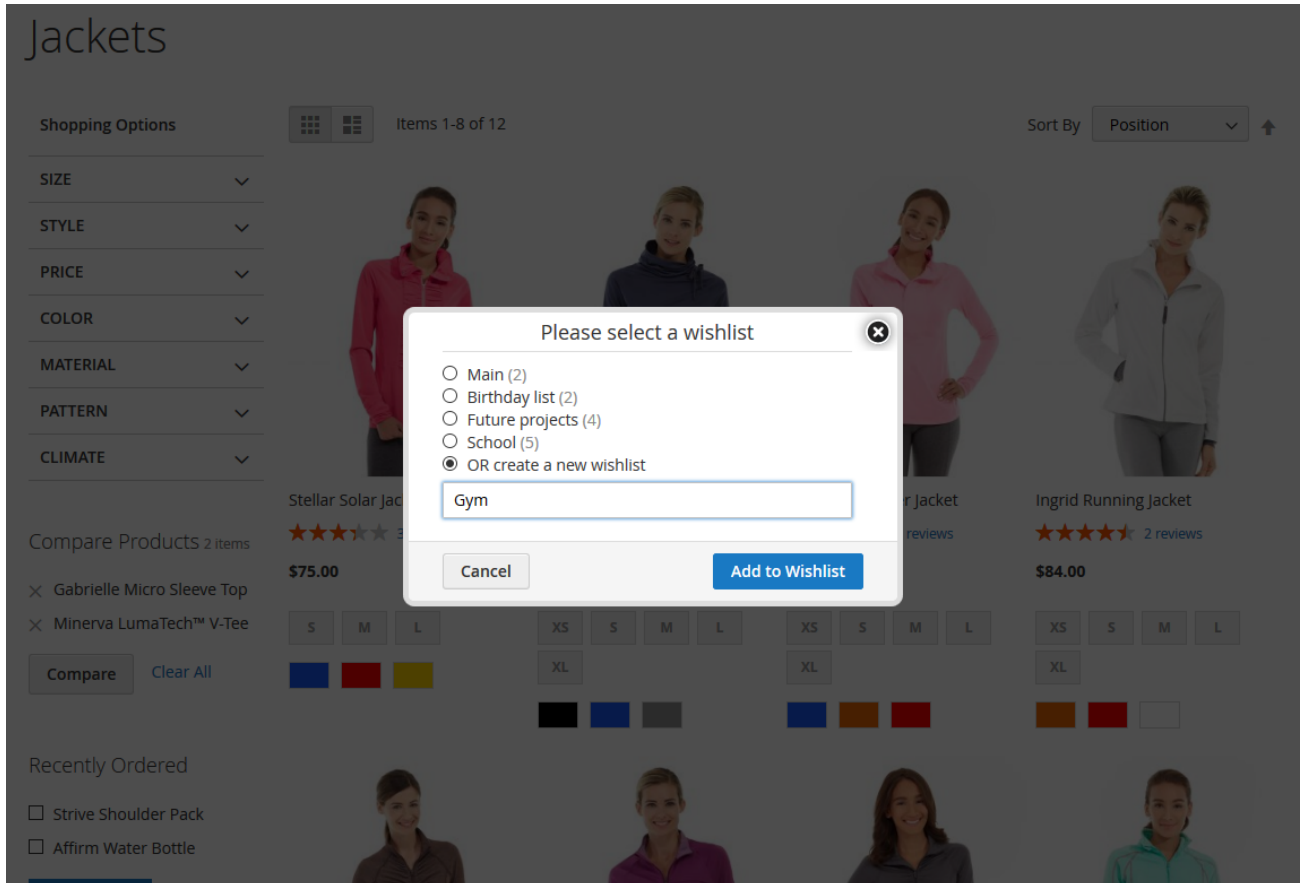 Jackets
Shopping Options
Items 1-8 of 12
Sort By Position
SIZE
STYLE
PRICE
COLOR
MATERIAL
PATTERN
CLIMATE
Please select a wishlist
Main (2)
Birthday list (2)
Future projects (4)
School (5)
OR create a new wishlist
Gym
Cancel Add to Wishlist
Stellar Solar
Jacket
Ingrid Running Jacket
reviews
2 reviews
$75.00
$84.00
S M L
XS S M L
XL
XS S M L
XL
XS S M L
XL
Compare Products 2 items
Gabrielle Micro Sleeve Top
Minerva LumaTech™ V-Tee
Compare Clear All
Recently Ordered
Strive Shoulder Pack
Affirm Water Bottle